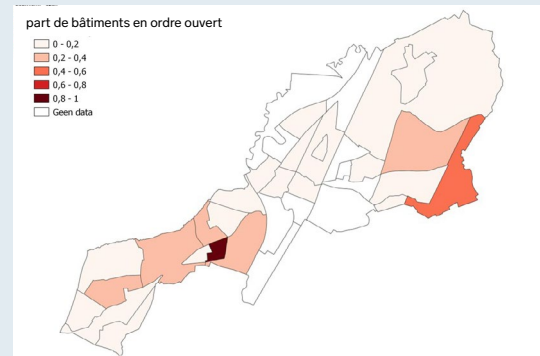 part de bâtiments en ordre ouvert
0 - 0,2
0,2 - 0,4
0,4 - 0,6
0,6 - 0,8
0,8 - 1
Geen data